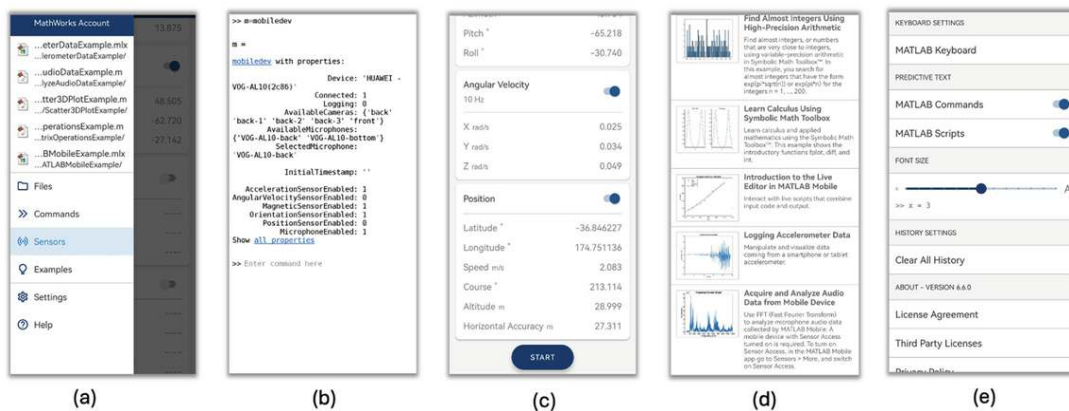 MathWorks Account
...eterDataExample.mlx
...lerometerDataExample/
...udioDataExample.m
...lyzeAudioDataExample/
...tter3DPlotExample.m
.../Scatter3DPlotExample/
...perationsExample.m
...trixOperationsExample/
...BMobileExample.mlx
...ATLABMobileExample/
Files
Commands
Sensors
Examples
Settings
Help
13.875
48.505
-62.720
-27.142
(a)
>> m=mobiledev
m =
mobiledev with properties:
Device: 'HUAWEI -
VOG-AL10(2c86)'
Connected: 1
Logging: 0
AvailableCameras: {'back'
'back-1' 'back-2' 'back-3' 'front'}
AvailableMicrophones:
{'VOG-AL10-back' 'VOG-AL10-bottom'}
SelectedMicrophone:
'VOG-AL10-back'
InitialTimestamp: ''
AccelerationSensorEnabled: 1
AngularVelocitySensorEnabled: 0
MagneticSensorEnabled: 1
OrientationSensorEnabled: 1
PositionSensorEnabled: 0
MicrophoneEnabled: 1
Show all properties
>> Enter command here
(b)
Pitch ° -65.218
Roll ° -30.740
Angular Velocity
10 Hz
X rad/s 0.025
Y rad/s 0.034
Z rad/s 0.049
Position
Latitude ° -36.846227
Longitude ° 174.751136
Speed m/s 2.083
Course ° 213.114
Altitude m 28.999
Horizontal Accuracy m 27.311
START
(c)
Find Almost Integers Using
High-Precision Arithmetic
Find almost integers, or numbers
that are very close to integers,
using variable-precision arithmetic
in Symbolic Math Toolbox™. In
this example, you search for
almost integers that have the form
exp(pi*sqrt(n)) or exp(pi*n) for the
integers n = 1, ..., 200.
Learn Calculus Using
Symbolic Math Toolbox
Learn calculus and applied
mathematics using the Symbolic Math
Toolbox™. This example shows the
introductory functions fplot, diff, and
int.
Introduction to the Live
Editor in MATLAB Mobile
Interact with live scripts that combine
input code and output.
Logging Accelerometer Data
Manipulate and visualize data
coming from a smartphone or tablet
accelerometer.
Acquire and Analyze Audio
Data from Mobile Device
Use FFT (Fast Fourier Transform)
to analyze microphone audio data
collected by MATLAB Mobile. A
mobile device with Sensor Access
turned on is required. To turn on
Sensor Access, in the MATLAB Mobile
app go to Sensors > More, and switch
on Sensor Access.
(d)
KEYBOARD SETTINGS
MATLAB Keyboard
PREDICTIVE TEXT
MATLAB Commands
MATLAB Scripts
FONT SIZE
A
>> x = 3
HISTORY SETTINGS
Clear All History
ABOUT - VERSION 6.6.0
License Agreement
Third Party Licenses
Privacy Policy
(e)